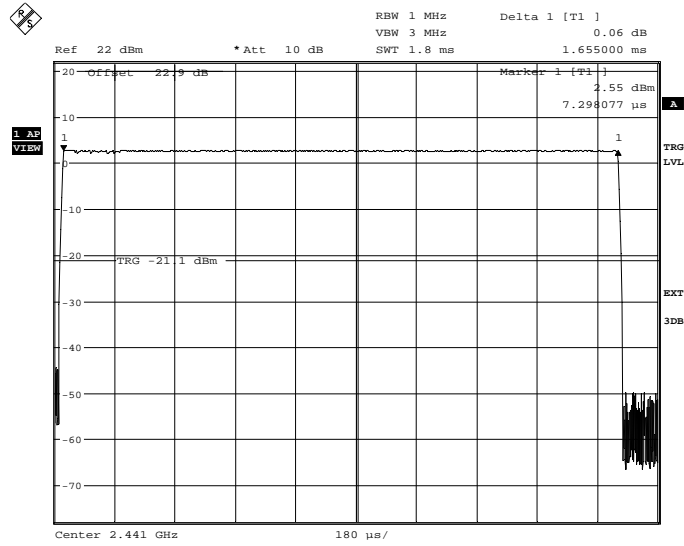 R S
RBW 1 MHz Delta 1 [T1 ]
VBW 3 MHz 0.06 dB
Ref 22 dBm *Att 10 dB SWT 1.8 ms 1.655000 ms
20 Offset 22.9 dB Marker 1 [T1 ]
2.55 dBm
7.298077 µs A
10
1 AP 1 1
VIEW TRG
0 LVL
-10
-20
TRG -21.1 dBm
-30 EXT
3DB
-40
-50
-60
-70
Center 2.441 GHz 180 µs/